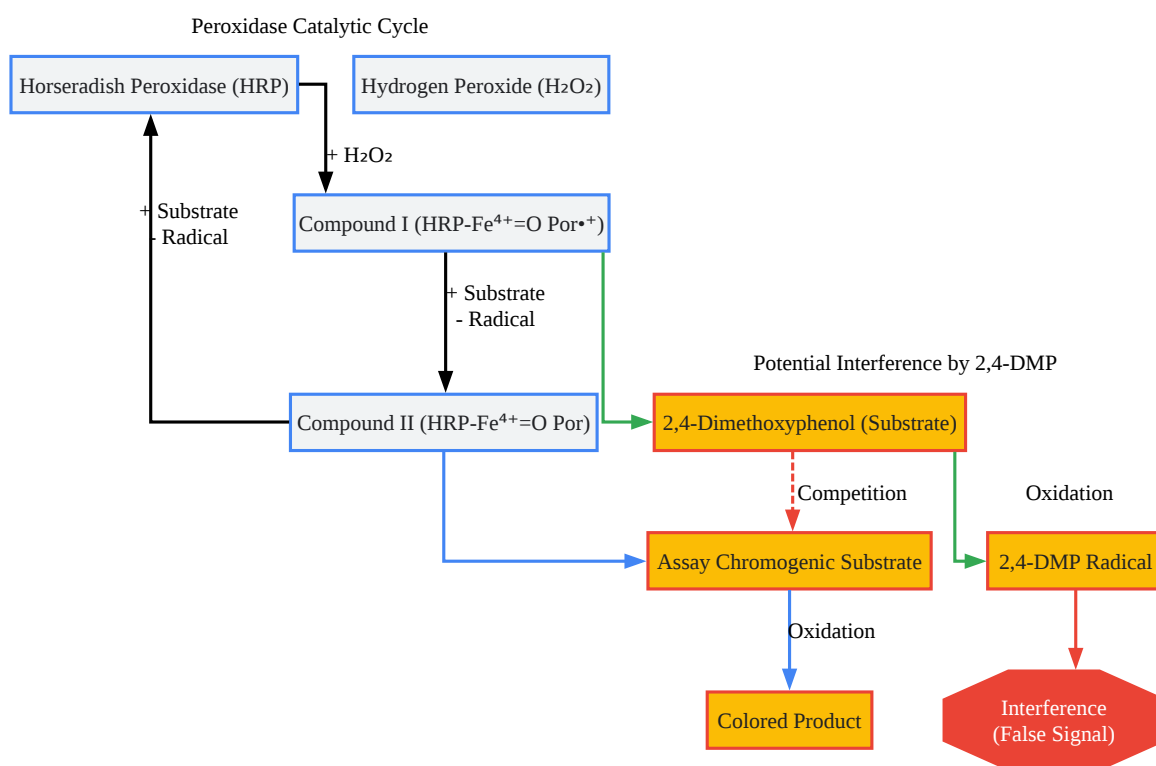 Peroxidase Catalytic Cycle
Horseradish Peroxidase (HRP)
Hydrogen Peroxide (H₂O₂)
+ H₂O₂
+ Substrate
- Radical
Compound I (HRP-Fe⁴⁺=O Por•⁺)
+ Substrate
- Radical
Potential Interference by 2,4-DMP
Compound II (HRP-Fe⁴⁺=O Por)
2,4-Dimethoxyphenol (Substrate)
Competition
Oxidation
Assay Chromogenic Substrate
2,4-DMP Radical
Oxidation
Colored Product
Interference
(False Signal)